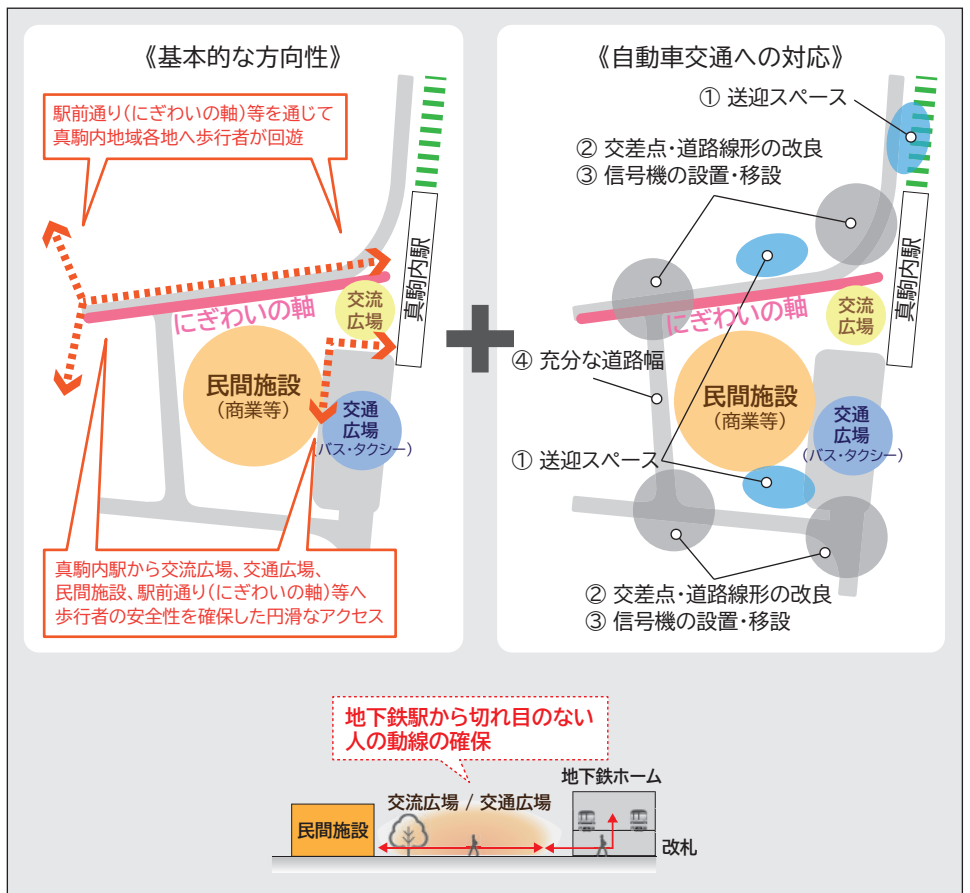 《基本的な方向性》
駅前通り(にぎわいの軸)等を通じて
真駒内地域各地へ歩行者が回遊
真駒内駅
にぎわいの軸
交流
広場
民間施設
(商業等)
交通
広場
(バス・タクシー)
真駒内駅から交流広場、交通広場、
民間施設、駅前通り(にぎわいの軸)等へ
歩行者の安全性を確保した円滑なアクセス
《自動車交通への対応》
① 送迎スペース
② 交差点・道路線形の改良
③ 信号機の設置・移設
真駒内駅
にぎわいの軸
交流
広場
④ 充分な道路幅
民間施設
(商業等)
交通
広場
(バス・タクシー)
① 送迎スペース
② 交差点・道路線形の改良
③ 信号機の設置・移設
地下鉄駅から切れ目のない
人の動線の確保
地下鉄ホーム
交流広場 / 交通広場
民間施設
改札